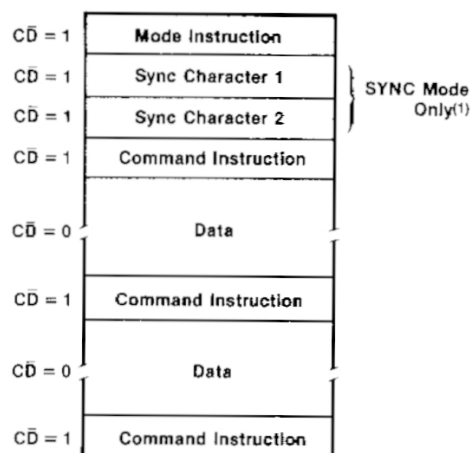 CD̄ = 1 Mode Instruction
CD̄ = 1 Sync Character 1
SYNC Mode
Only(1)
CD̄ = 1 Sync Character 2
CD̄ = 1 Command Instruction
CD̄ = 0 Data
CD̄ = 1 Command Instruction
CD̄ = 0 Data
CD̄ = 1 Command Instruction